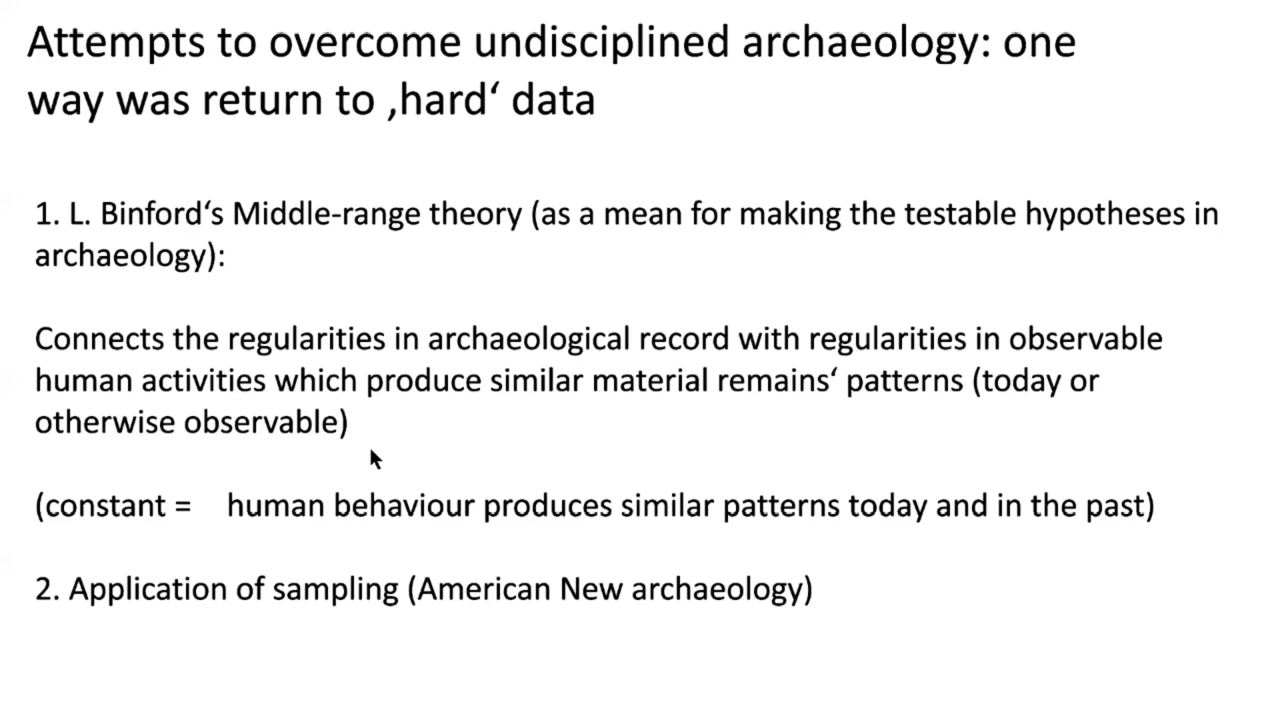 Attempts to overcome undisciplined archaeology: one
way was return to ‚hard‘ data
1. L. Binford‘s Middle-range theory (as a mean for making the testable hypotheses in
archaeology):
Connects the regularities in archaeological record with regularities in observable
human activities which produce similar material remains‘ patterns (today or
otherwise observable)
(constant = human behaviour produces similar patterns today and in the past)
2. Application of sampling (American New archaeology)